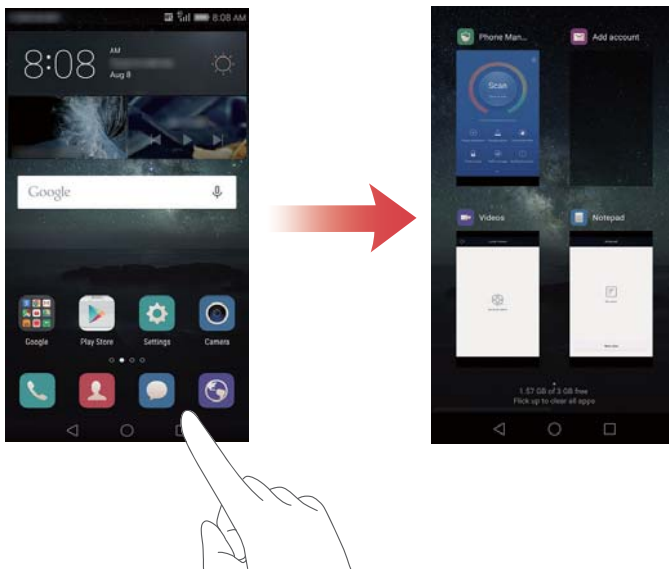 8:08 AM
8:08 AM
Aug 8
Google
Google
Play Store
Settings
Camera
Phone Man...
Add account
Scan
Videos
Notepad
1.57 GB of 3 GB free
Flick up to clear all apps